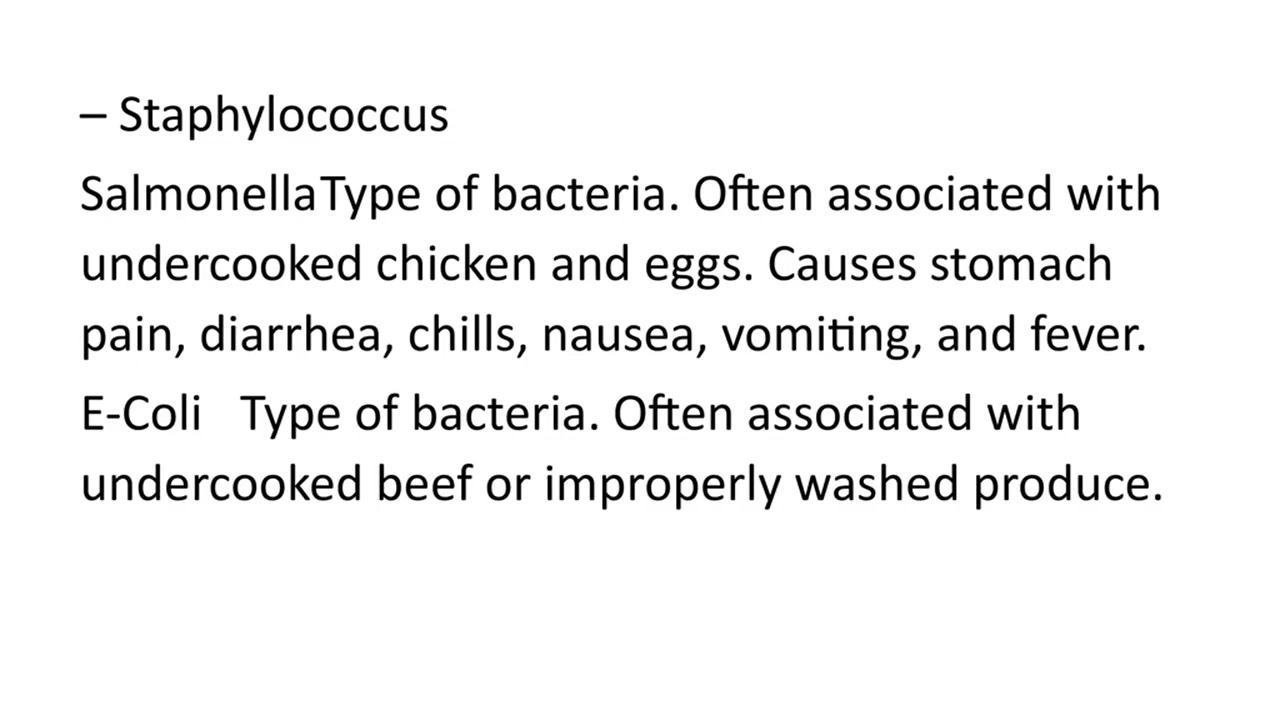 – Staphylococcus
SalmonellaType of bacteria. Often associated with
undercooked chicken and eggs. Causes stomach
pain, diarrhea, chills, nausea, vomiting, and fever.
E-Coli   Type of bacteria. Often associated with
undercooked beef or improperly washed produce.